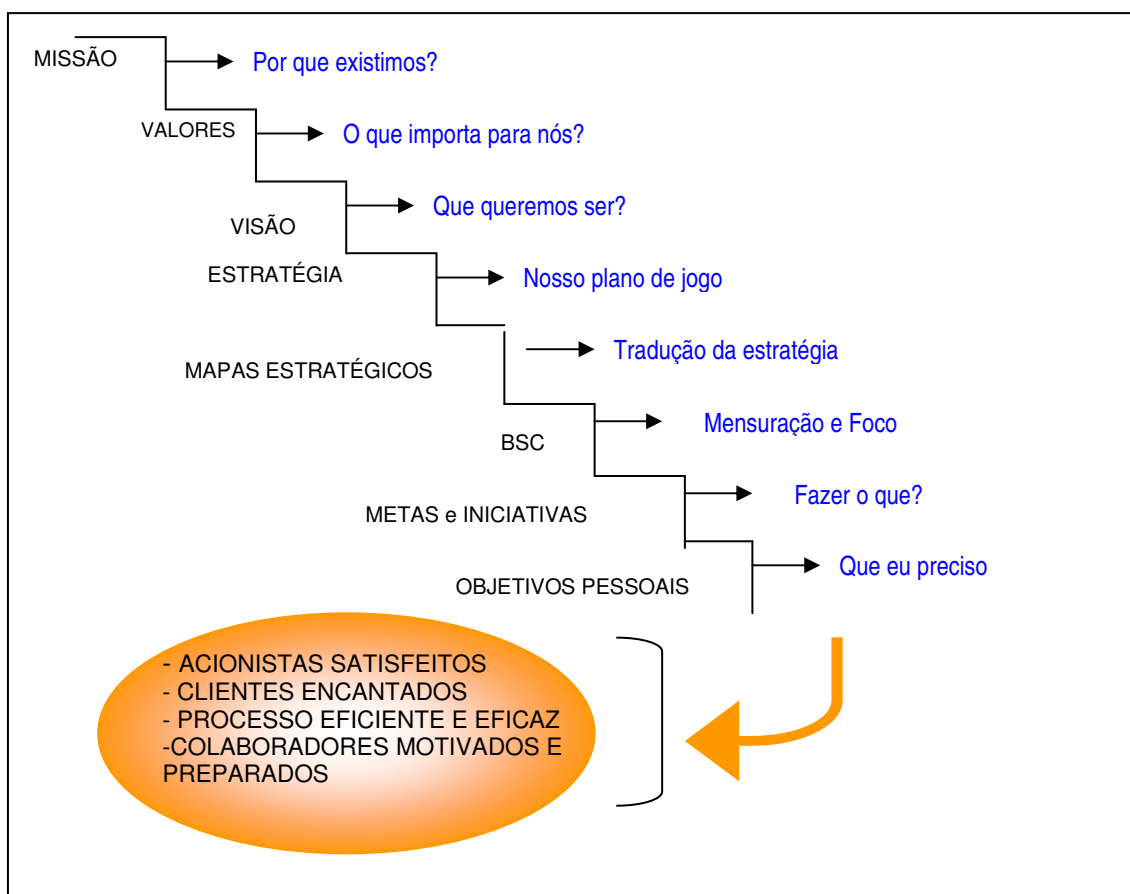 MISSÃO
Por que existimos?
VALORES
O que importa para nós?
Que queremos ser?
VISÃO
ESTRATÉGIA
Nosso plano de jogo
Tradução da estratégia
MAPAS ESTRATÉGICOS
Mensuração e Foco
BSC
Fazer o que?
METAS e INICIATIVAS
Que eu preciso
OBJETIVOS PESSOAIS
- ACIONISTAS SATISFEITOS
- CLIENTES ENCANTADOS
- PROCESSO EFICIENTE E EFICAZ
-COLABORADORES MOTIVADOS E
PREPARADOS